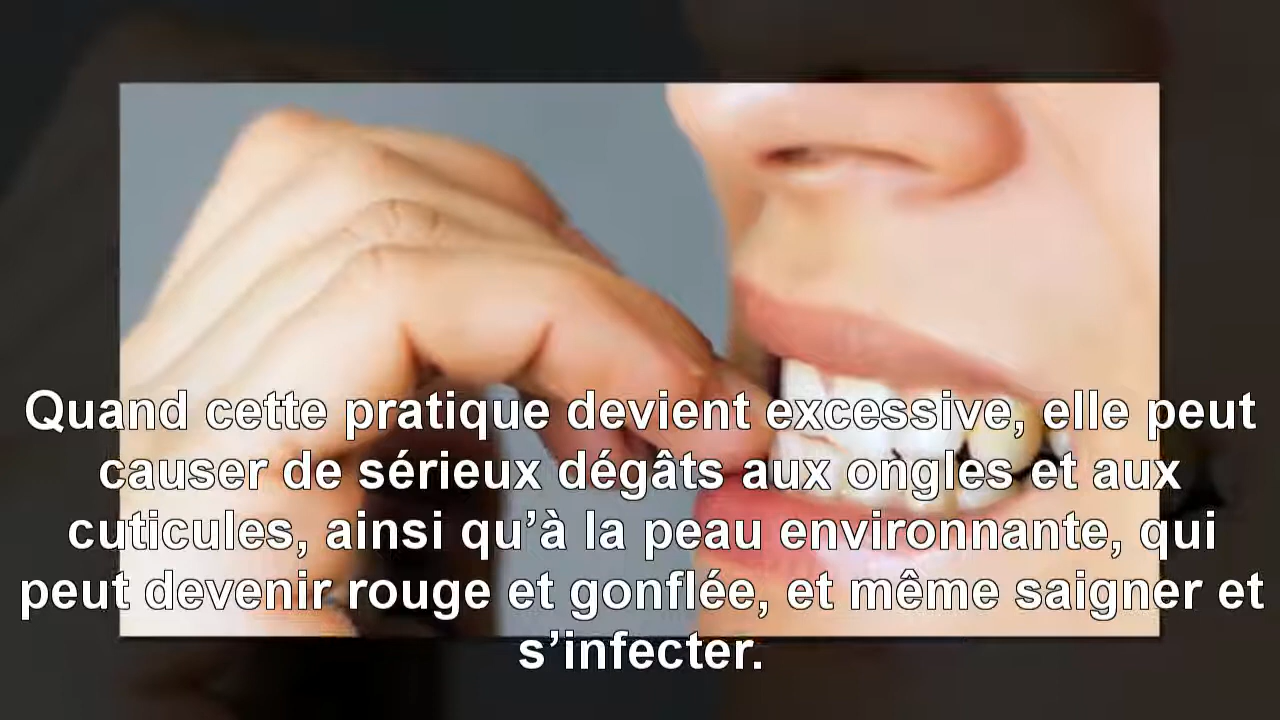 Quand cette pratique devient excessive, elle peut
causer de sérieux dégâts aux ongles et aux
cuticules, ainsi qu’à la peau environnante, qui
peut devenir rouge et gonflée, et même saigner et
s’infecter.